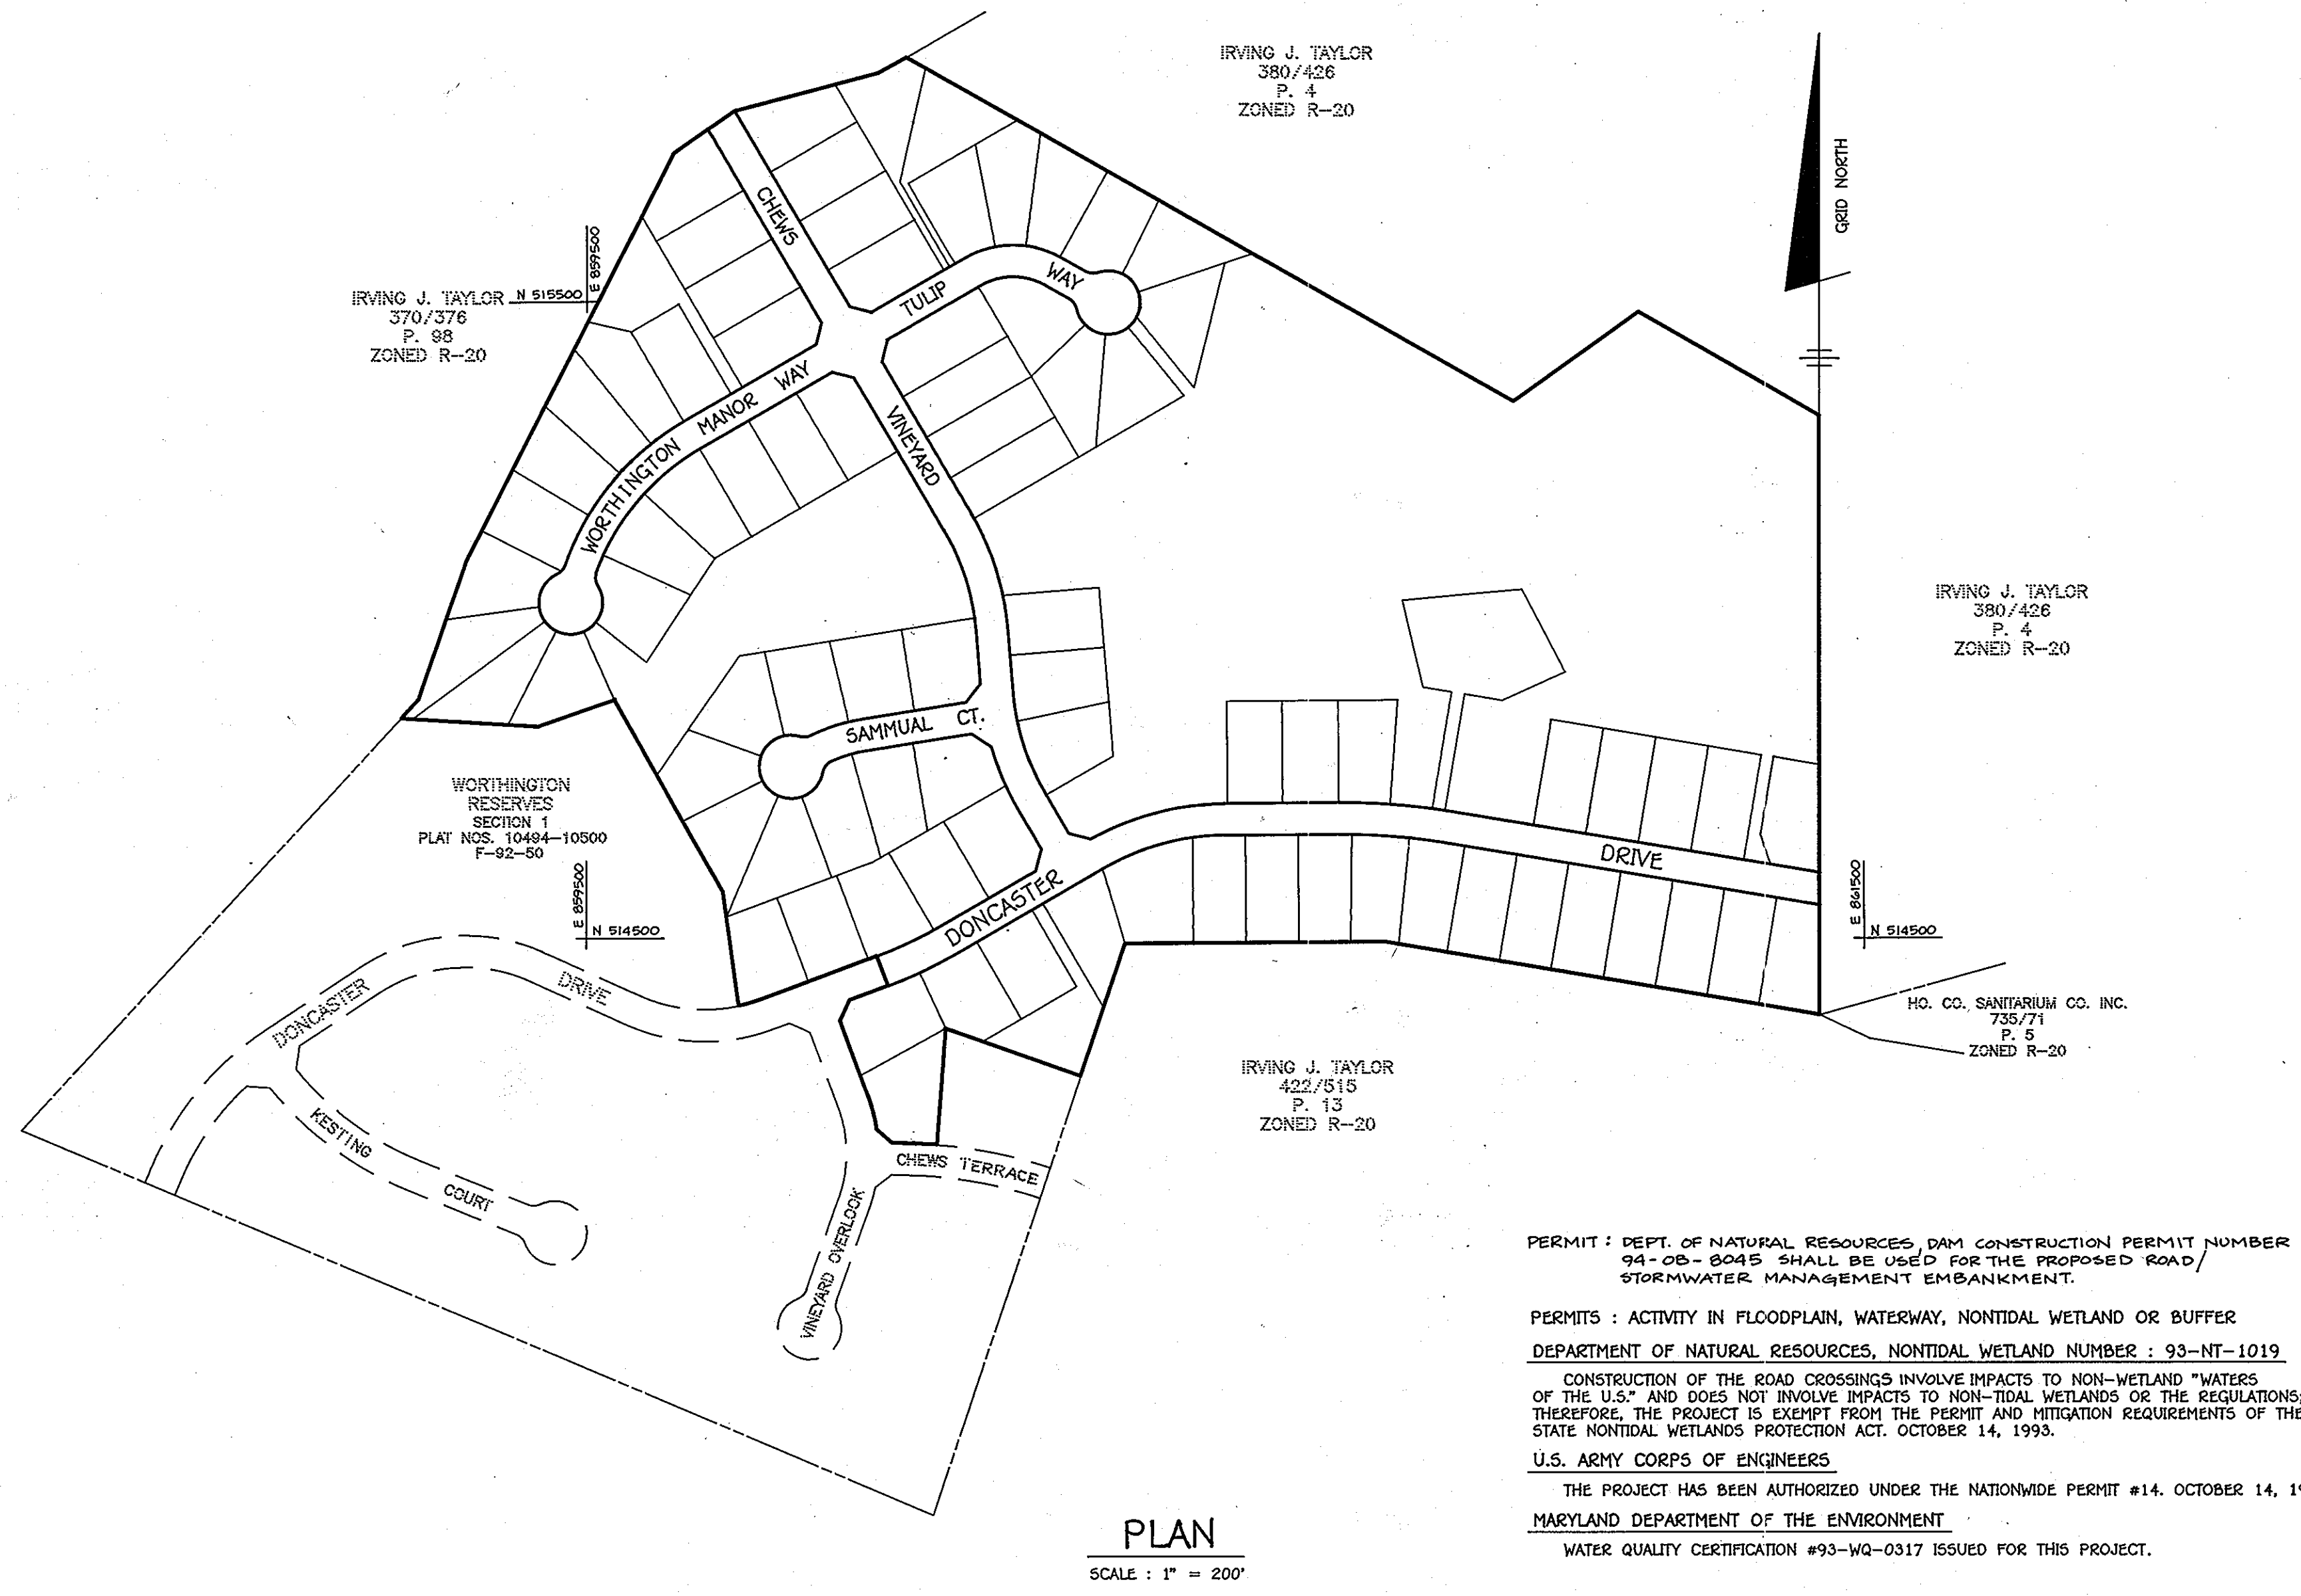 IRVING J. TAYLOR
380/426
P. 4
ZONED R-20
GRID NORTH
CHEWS
VINEYARD
TULIP
WAY
E 859500
N 515500
IRVING J. TAYLOR
370/376
P. 98
ZONED R-20
WORTHINGTON MANOR WAY
IRVING J. TAYLOR
380/426
P. 4
ZONED R-20
SAMMUAL CT.
WORTHINGTON
RESERVES
SECTION 1
PLAT NOS. 10494-10500
F-92-50
E 859500
N 514500
DONCASTER
DRIVE
E 861500
N 514500
DONCASTER
DRIVE
KESTING
COURT
CHEWS TERRACE
VINEYARD OVERLOOK
HO. CO. SANITARIUM CO. INC.
735/71
P. 5
ZONED R-20
IRVING J. TAYLOR
422/515
P. 13
ZONED R-20
PERMIT : DEPT. OF NATURAL RESOURCES, DAM CONSTRUCTION PERMIT NUMBER
94-OB-8045 SHALL BE USED FOR THE PROPOSED ROAD/
STORMWATER MANAGEMENT EMBANKMENT.
PERMITS : ACTIVITY IN FLOODPLAIN, WATERWAY, NONTIDAL WETLAND OR BUFFER
DEPARTMENT OF NATURAL RESOURCES, NONTIDAL WETLAND NUMBER : 93-NT-1019
CONSTRUCTION OF THE ROAD CROSSINGS INVOLVE IMPACTS TO NON-WETLAND "WATERS
OF THE U.S." AND DOES NOT INVOLVE IMPACTS TO NON-TIDAL WETLANDS OR THE REGULATIONS;
THEREFORE, THE PROJECT IS EXEMPT FROM THE PERMIT AND MITIGATION REQUIREMENTS OF THE
STATE NONTIDAL WETLANDS PROTECTION ACT. OCTOBER 14, 1993.
U.S. ARMY CORPS OF ENGINEERS
THE PROJECT HAS BEEN AUTHORIZED UNDER THE NATIONWIDE PERMIT #14. OCTOBER 14,
MARYLAND DEPARTMENT OF THE ENVIRONMENT
WATER QUALITY CERTIFICATION #93-WQ-0317 ISSUED FOR THIS PROJECT.
PLAN
SCALE : 1" = 200'